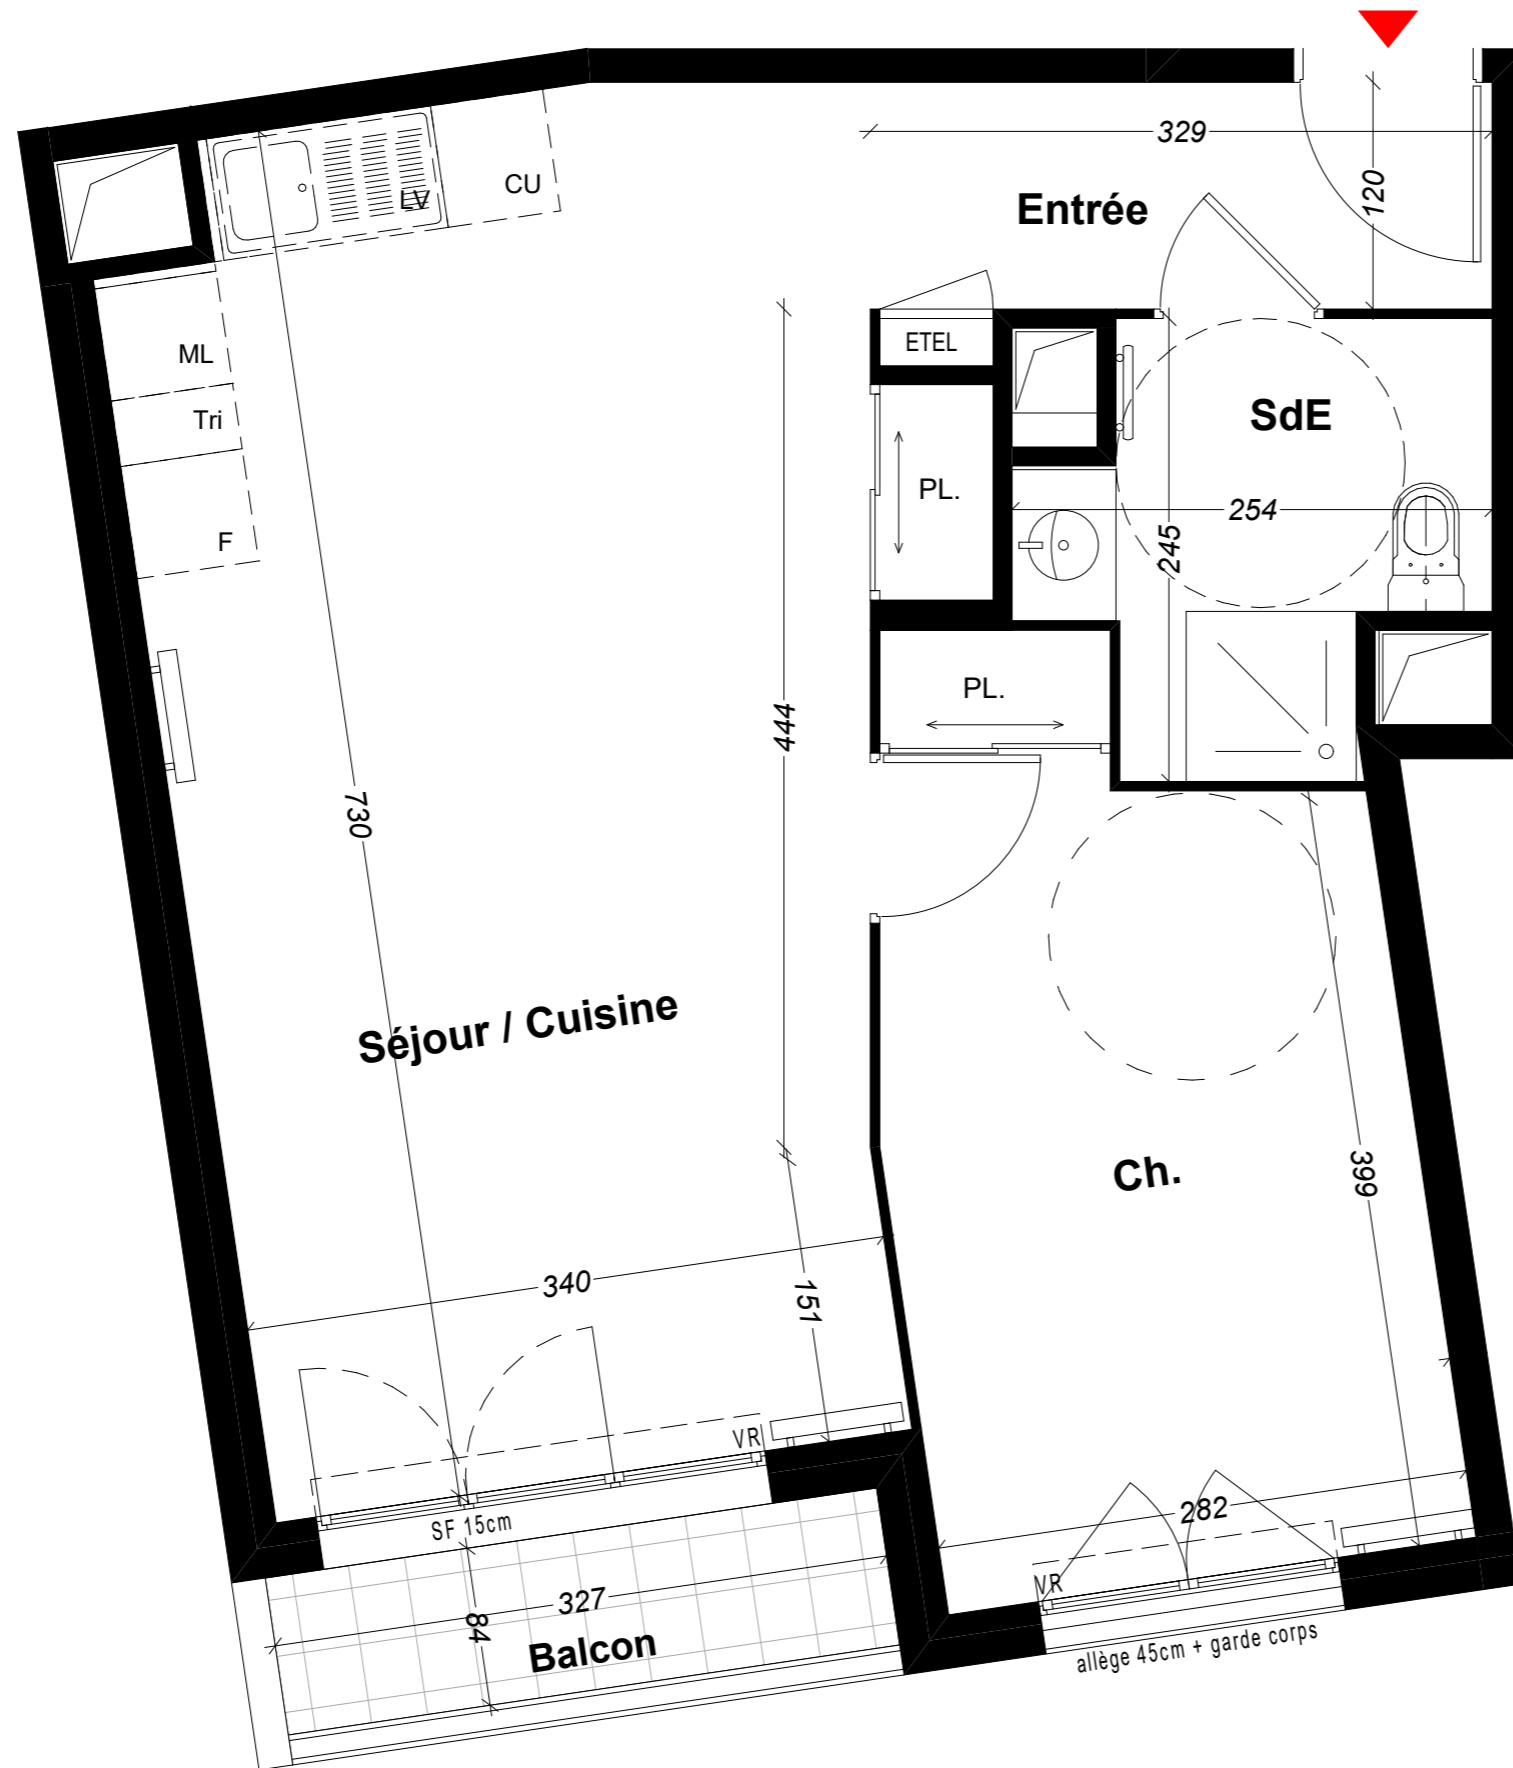 329
120
Entrée
CU
LV
ETEL
ML
Tri
SdE
PL.
254
245
F
PL.
444
730
Séjour / Cuisine
Ch.
399
340
151
VR
SF 15cm
282
VR
327
84
Balcon
allège 45cm + garde corps